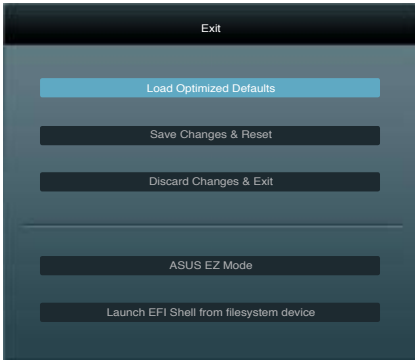 Exit
Load Optimized Defaults
Save Changes & Reset
Discard Changes & Exit
ASUS EZ Mode
Launch EFI Shell from filesystem device